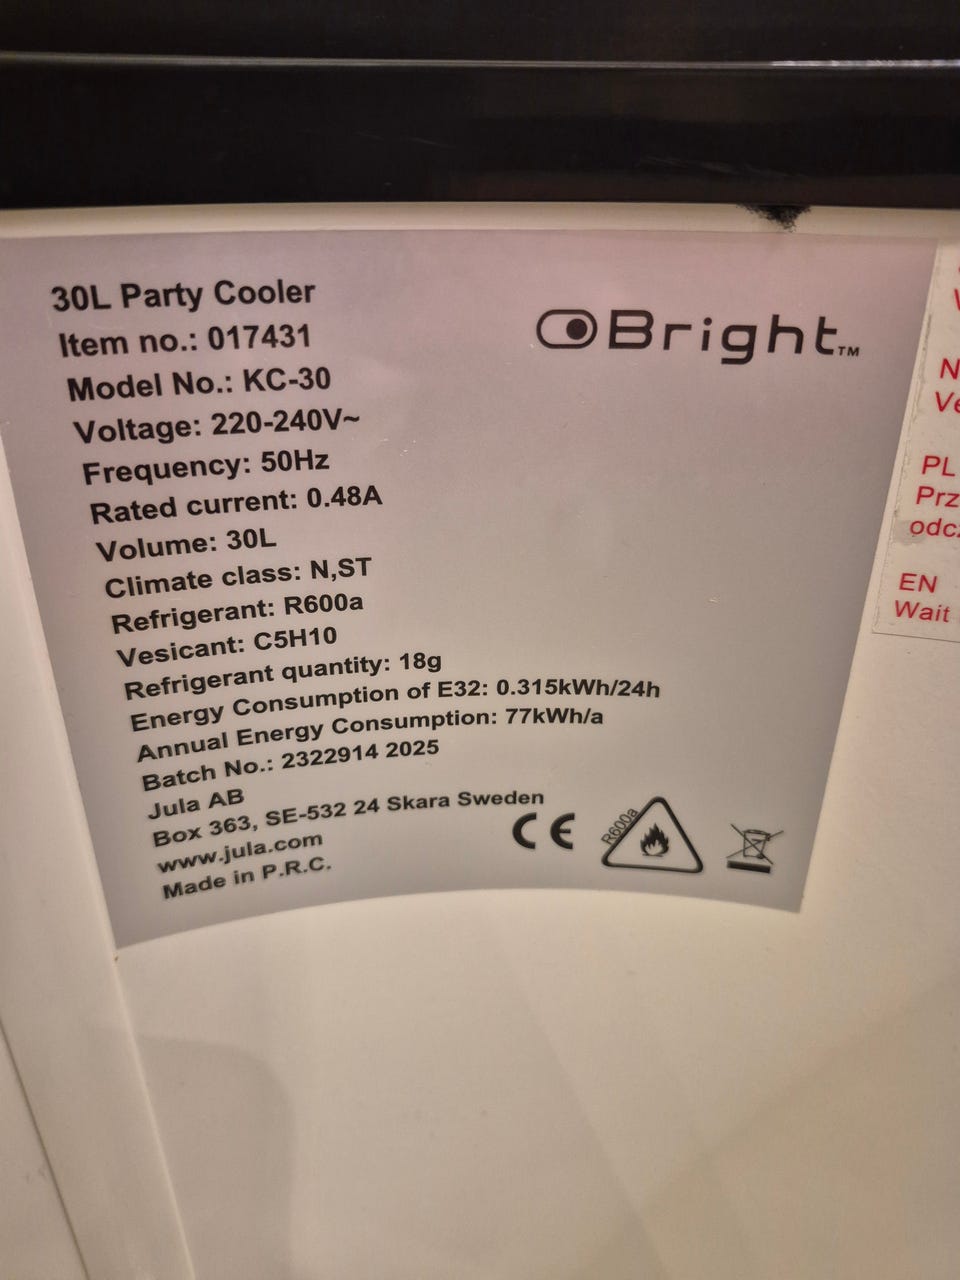 30L Party Cooler
Item no.: 017431
Model No.: KC-30
Voltage: 220-240V~
Frequency: 50Hz
Rated current: 0.48A
Volume: 30L
Climate class: N,ST
Refrigerant: R600a
Vesicant: C5H10
Refrigerant quantity: 18g
Energy Consumption of E32: 0.315kWh/24h
Annual Energy Consumption: 77kWh/a
Batch No.: 2322914 2025
Jula AB
Box 363, SE-532 24 Skara Sweden
www.jula.com
Made in P.R.C.
Bright™
CE
R600a
PL
EN
Wait